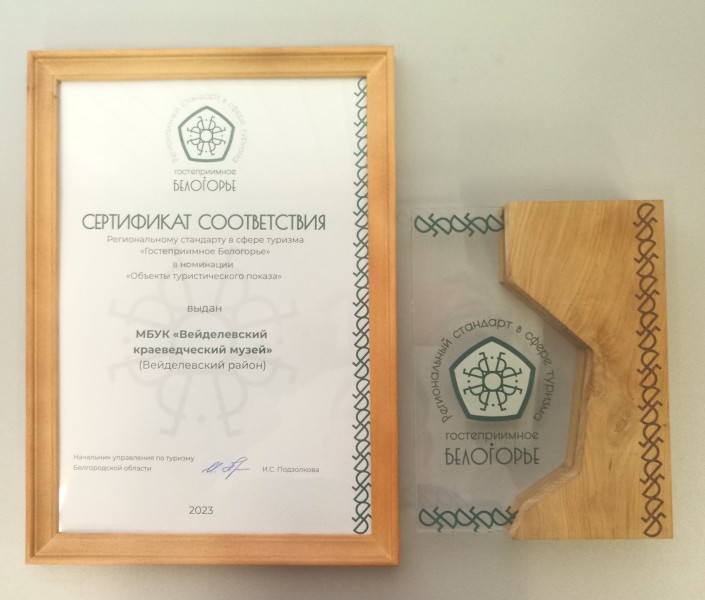 Региональный стандарт в сфере туризма
гостеприимное
БЕЛОГОРЬЕ
СЕРТИФИКАТ СООТВЕТСТВИЯ
Региональному стандарту в сфере туризма
«Гостеприимное Белогорье»
в номинации
«Объекты туристического показа»
выдан
МБУК «Вейделевский
краеведческий музей»
(Вейделевский район)
Начальник управления по туризму
Белгородской области
И.С. Подзолкова
2023
Региональный стандарт в сфере туризма
гостеприимное
БЕЛОГОРЬЕ